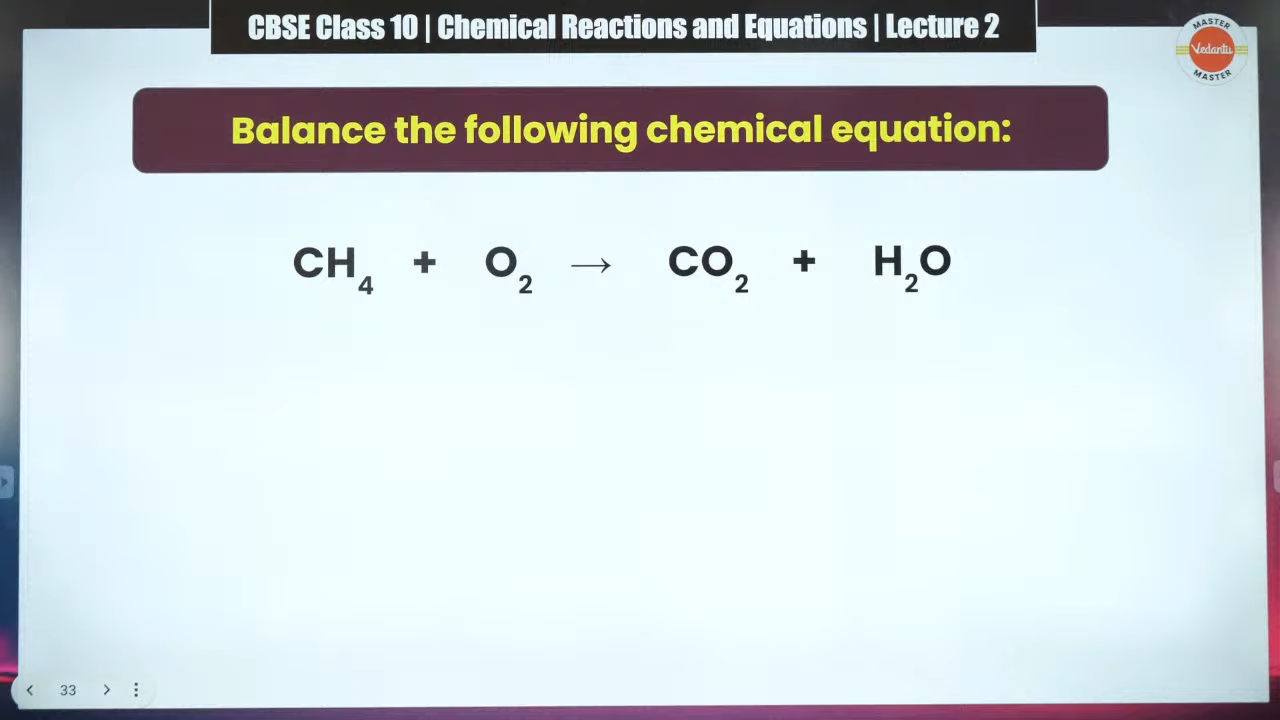 CBSE Class 10 | Chemical Reactions and Equations | Lecture 2
MASTER
Vedantu
MASTER
Balance the following chemical equation:
CH₄ + O₂ → CO₂ + H₂O
33